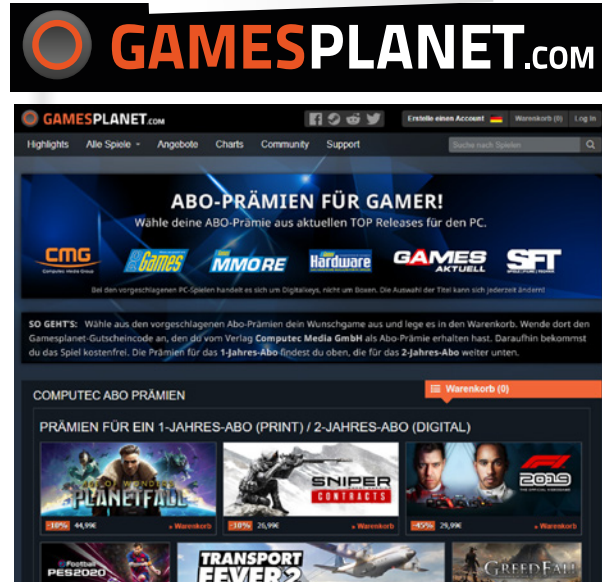 GAMESPLANET.COM
GAMESPLANET.COM
Erstelle einen Account Warenkorb (0) Log In
Highlights Alle Spiele Angebote Charts Community Support
Suche nach Spielen
ABO-PRÄMIEN FÜR GAMER!
Wähle deine ABO-Prämie aus aktuellen TOP Releases für den PC.
CMG Games MMORE Hardware GAMES AKTUELL SFT
Computec Media Group
Bei den vorgeschlagenen PC-Spielen handelt es sich um Digitalkeys, nicht um Boxen. Die Auswahl der Titel kann sich jederzeit ändern!
SO GEHT'S: Wähle aus den vorgeschlagenen Abo-Prämien dein Wunschgame aus und lege es in den Warenkorb. Wende dort den
Gamesplanet-Gutscheincode an, den du vom Verlag Computec Media GmbH als Abo-Prämie erhalten hast. Daraufhin bekommst
du das Spiel kostenfrei. Die Prämien für das 1-Jahres-Abo findest du oben, die für das 2-Jahres-Abo weiter unten.
COMPUTEC ABO PRÄMIEN
Warenkorb (0)
PRÄMIEN FÜR EIN 1-JAHRES-ABO (PRINT) / 2-JAHRES-ABO (DIGITAL)
AGE OF WONDERS
PLANETFALL
SNIPER
CONTRACTS
F1
2019
-10% 44,99€ Warenkorb
-10% 26,99€ Warenkorb
-45% 29,99€ Warenkorb
Football
PES2020
TRANSPORT
FEVER2
GREEDFALL